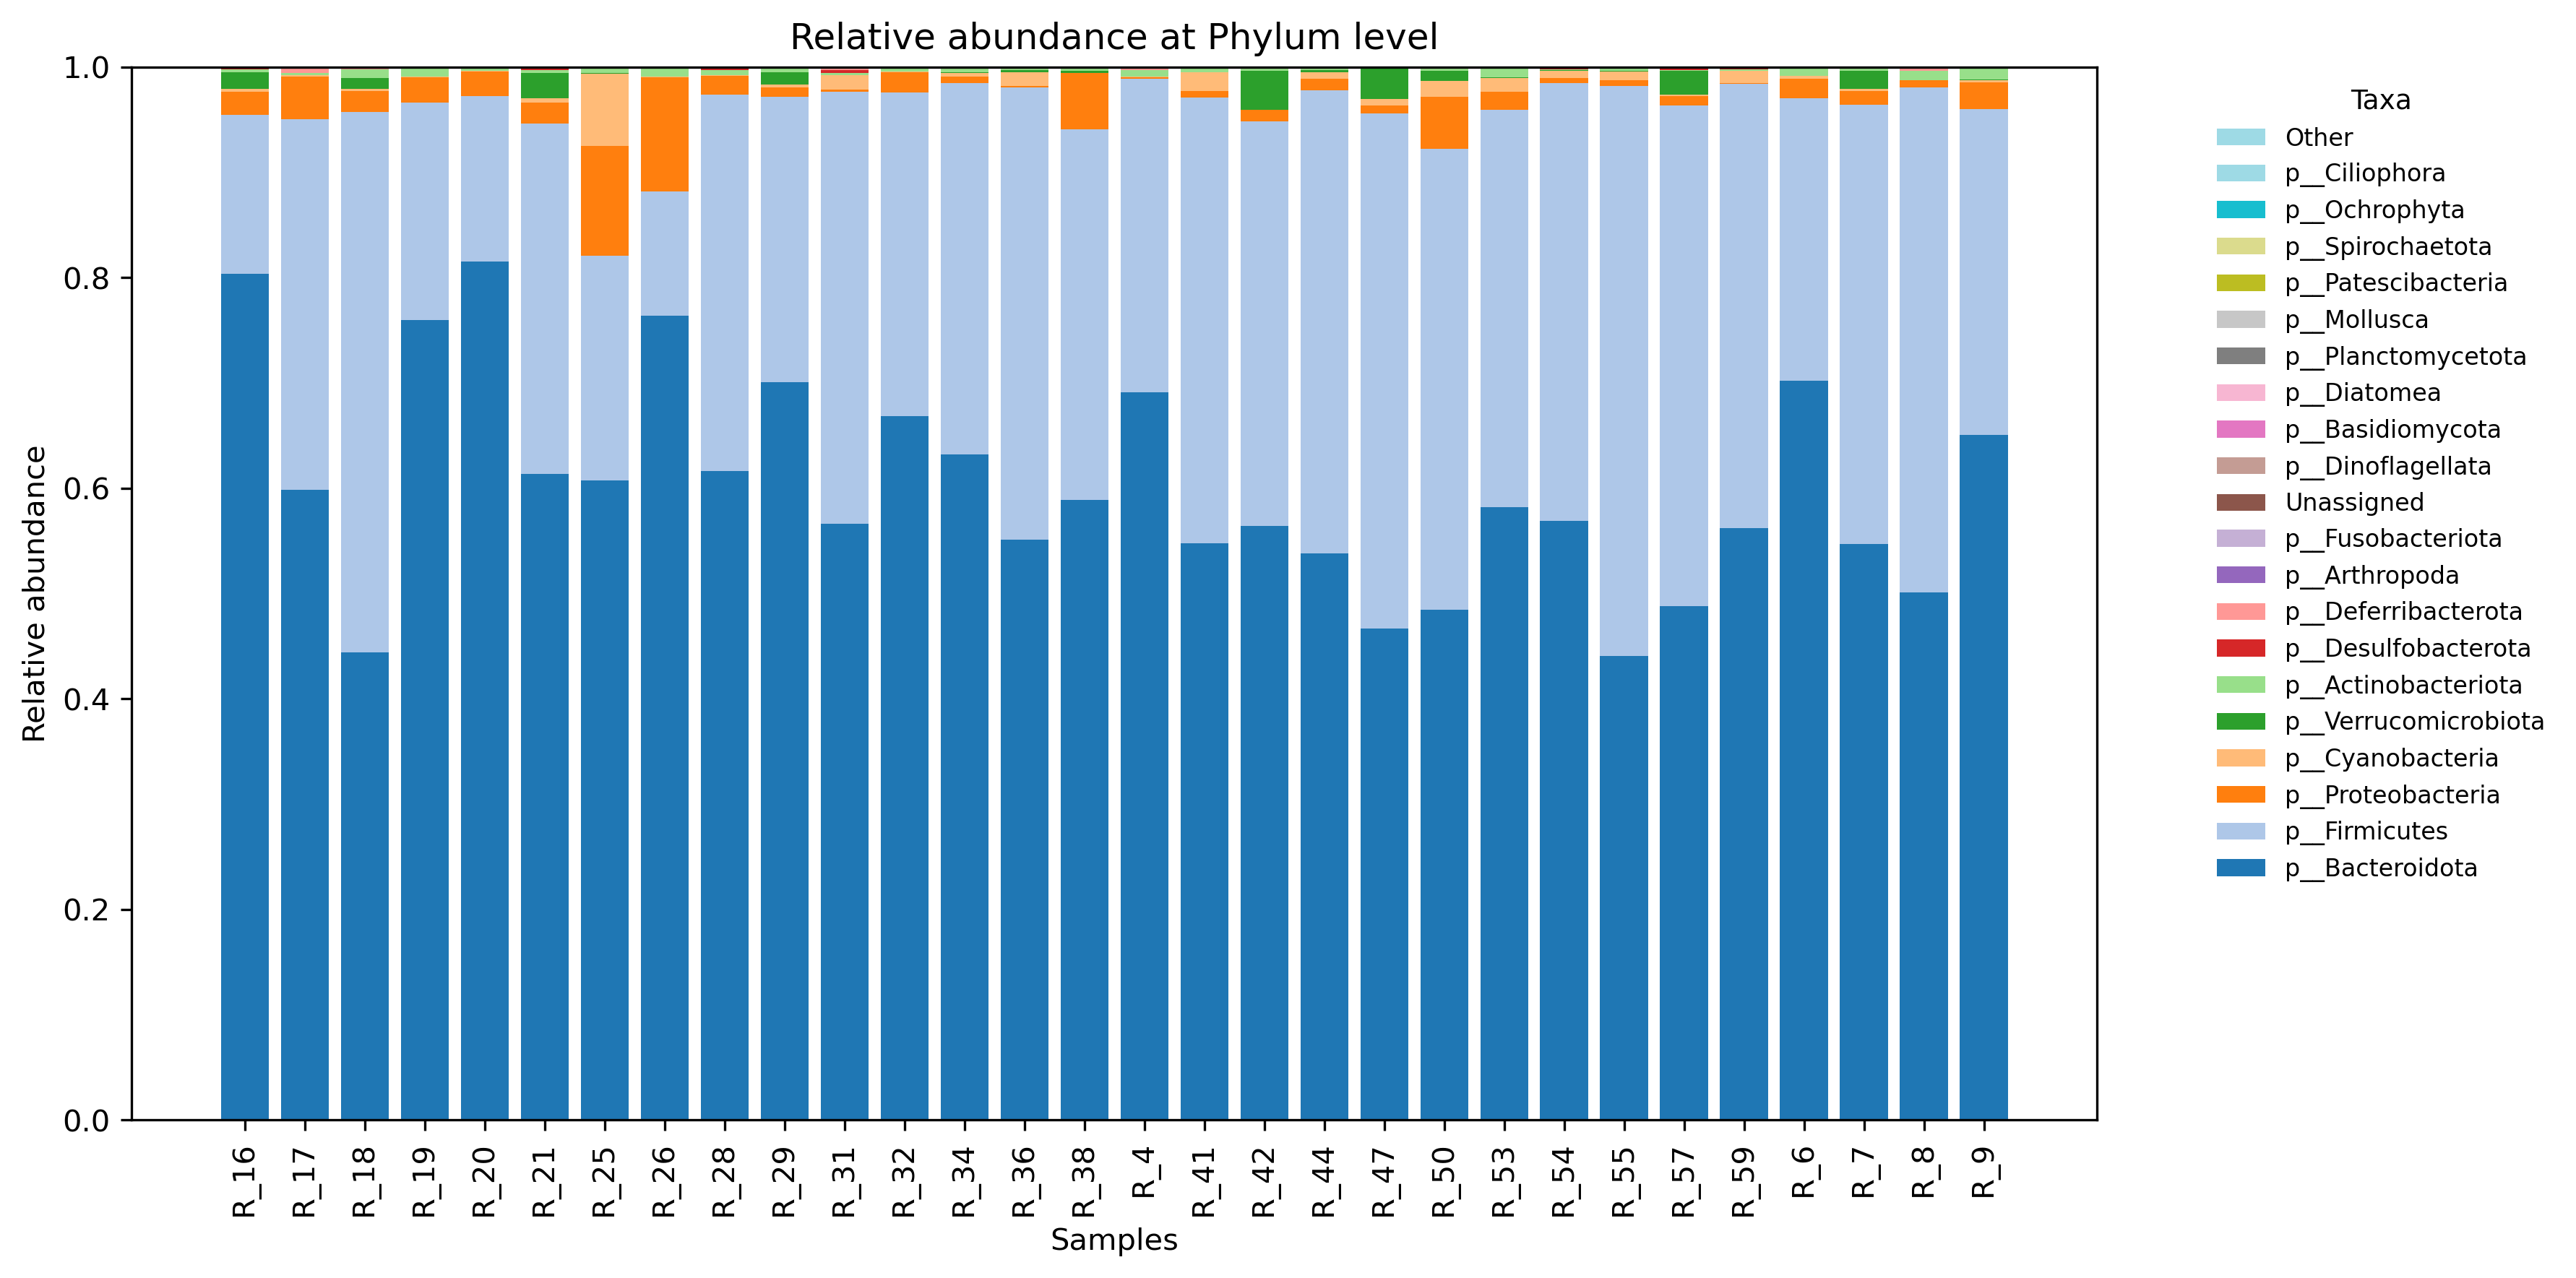 Relative abundance at Phylum level
Relative abundance
1.0
0.8
0.6
0.4
0.2
0.0
R_16
R_17
R_18
R_19
R_20
R_21
R_25
R_26
R_28
R_29
R_31
R_32
R_34
R_36
R_38
R_4
R_41
R_42
R_44
R_47
R_50
R_53
R_54
R_55
R_57
R_59
R_6
R_7
R_8
R_9
Samples
Taxa
Other
p__Ciliophora
p__Ochrophyta
p__Spirochaetota
p__Patescibacteria
p__Mollusca
p__Planctomycetota
p__Diatomea
p__Basidiomycota
p__Dinoflagellata
Unassigned
p__Fusobacteriota
p__Arthropoda
p__Deferribacterota
p__Desulfobacterota
p__Actinobacteriota
p__Verrucomicrobiota
p__Cyanobacteria
p__Proteobacteria
p__Firmicutes
p__Bacteroidota